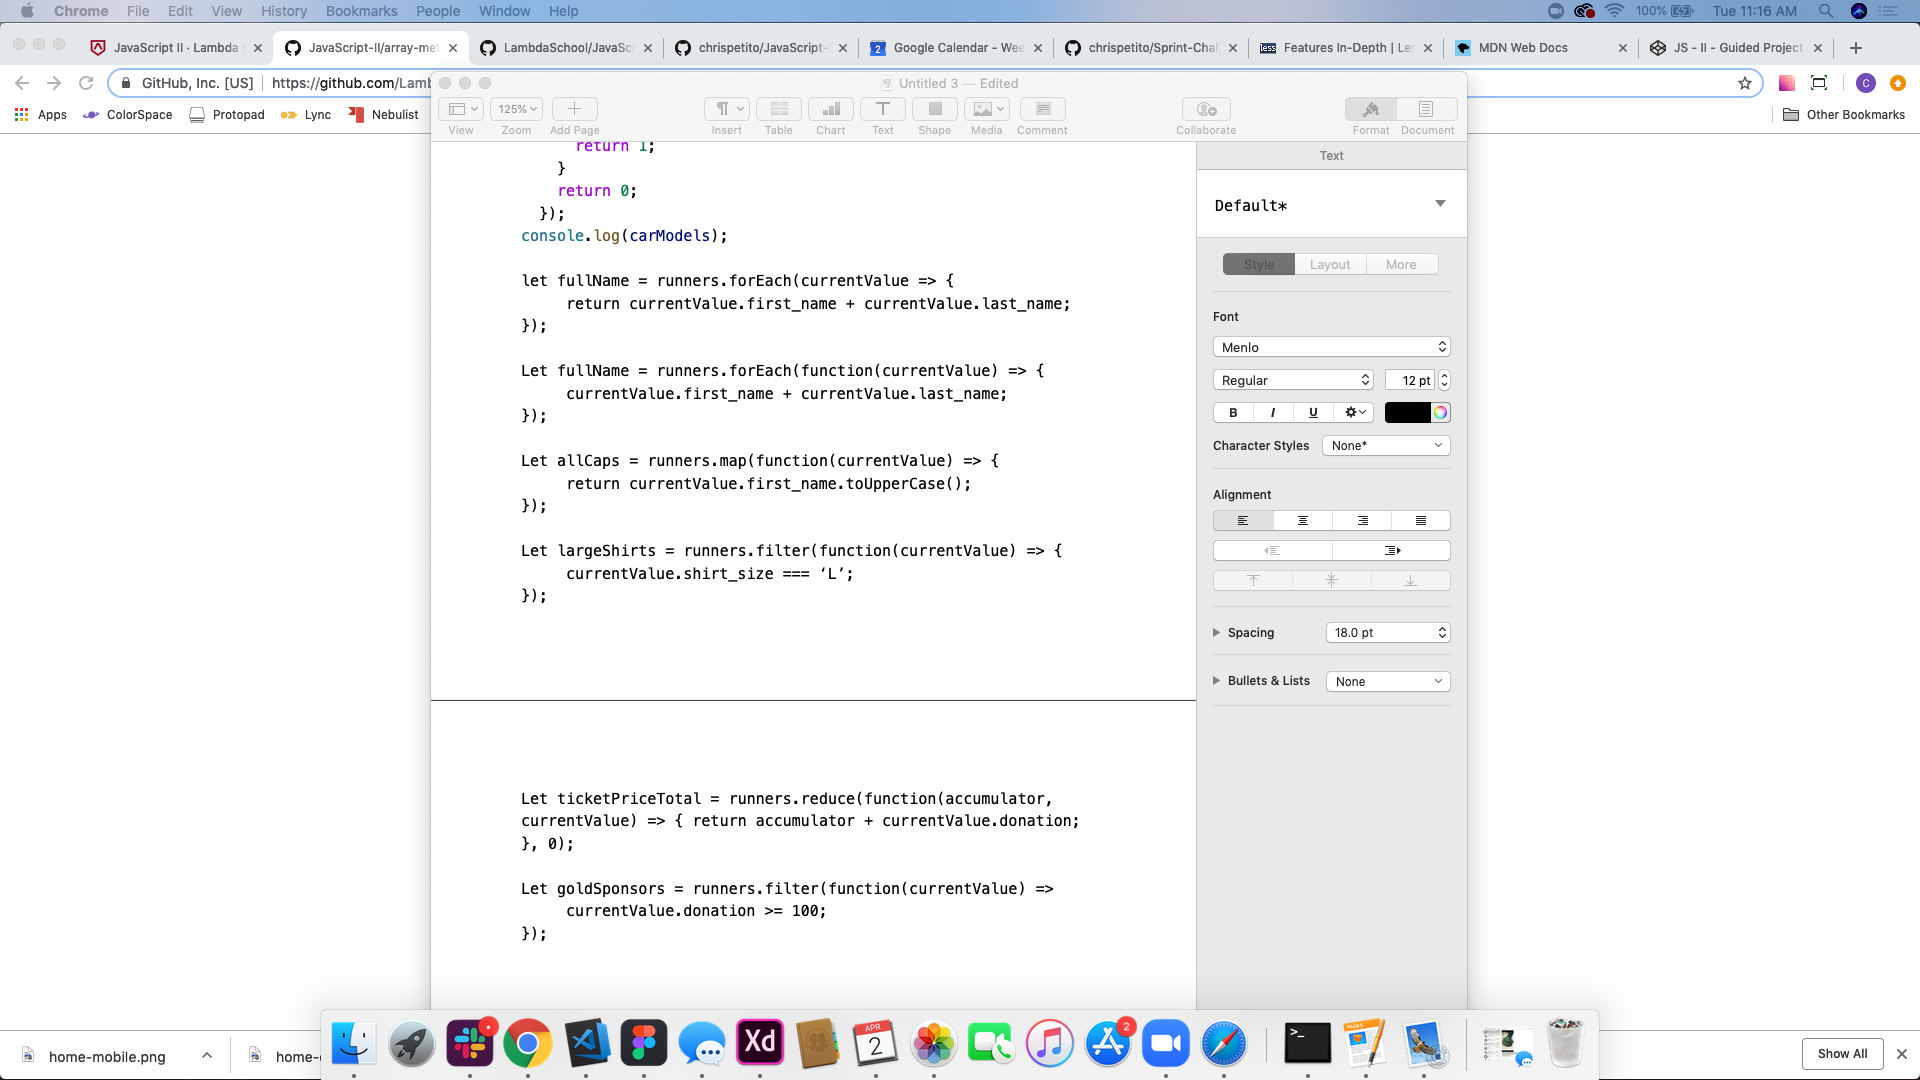 Chrome File Edit View History Bookmarks People Window Help 100% Tue 11:16 AM
JavaScript II · Lambda JavaScript-II/array-met LambdaSchool/JavaSc chrispetito/JavaScript- Google Calendar - Wee chrispetito/Sprint-Chal Features In-Depth | Les MDN Web Docs JS - II - Guided Project
GitHub, Inc. [US] https://github.com/Lamb
Untitled 3 — Edited
Apps ColorSpace Protopad Lync Nebulist Other Bookmarks
125%
View Zoom Add Page Insert Table Chart Text Shape Media Comment Collaborate Format Document
return 1;
}
return 0;
});
console.log(carModels);
let fullName = runners.forEach(currentValue => {
return currentValue.first_name + currentValue.last_name;
});
Let fullName = runners.forEach(function(currentValue) => {
currentValue.first_name + currentValue.last_name;
});
Let allCaps = runners.map(function(currentValue) => {
return currentValue.first_name.toUpperCase();
});
Let largeShirts = runners.filter(function(currentValue) => {
currentValue.shirt_size === ‘L’;
});
Let ticketPriceTotal = runners.reduce(function(accumulator,
currentValue) => { return accumulator + currentValue.donation;
}, 0);
Let goldSponsors = runners.filter(function(currentValue) =>
currentValue.donation >= 100;
});
Text
Default*
Style Layout More
Font
Menlo
Regular 12 pt
B I U
Character Styles None*
Alignment
Spacing 18.0 pt
Bullets & Lists None
home-mobile.png home-
APR
2
Xd
2
>_
PAGES
Show All